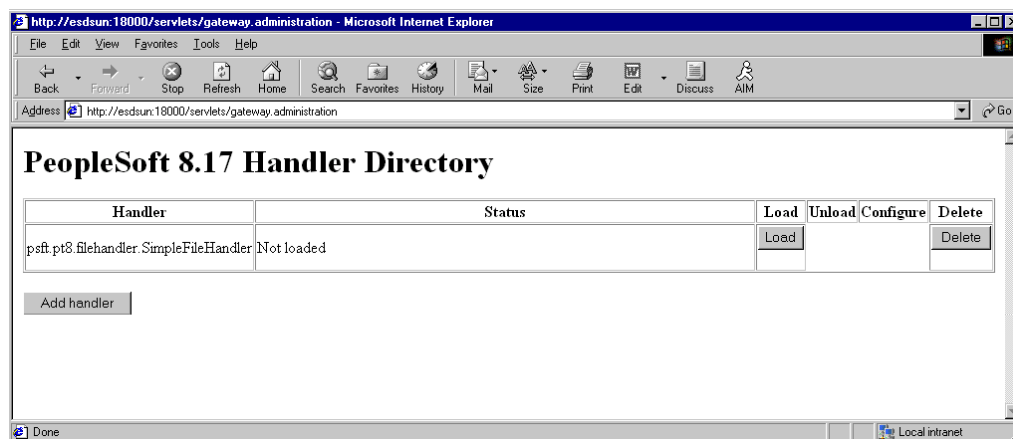 http://esdsun:18000/servlets/gateway.administration - Microsoft Internet Explorer
File Edit View Favorites Tools Help
Back Forward Stop Refresh Home Search Favorites History Mail Size Print Edit Discuss AIM
Address http://esdsun:18000/servlets/gateway.administration Go
PeopleSoft 8.17 Handler Directory
Handler Status Load Unload Configure Delete
psft.pt8.filehandler.SimpleFileHandler Not loaded Load Delete
Add handler
Done Local intranet